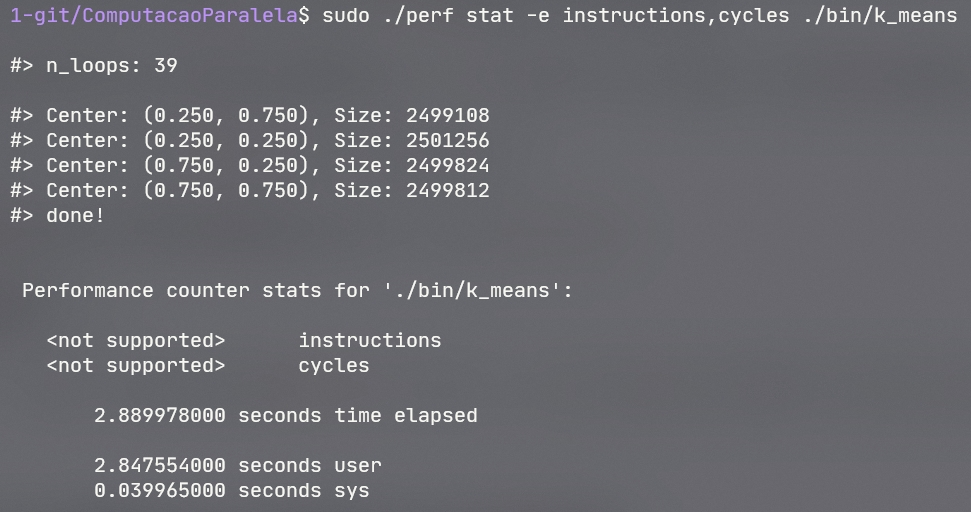 1-git/ComputacaoParalela$ sudo ./perf stat -e instructions,cycles ./bin/k_means
#> n_loops: 39
#> Center: (0.250, 0.750), Size: 2499108
#> Center: (0.250, 0.250), Size: 2501256
#> Center: (0.750, 0.250), Size: 2499824
#> Center: (0.750, 0.750), Size: 2499812
#> done!
Performance counter stats for './bin/k_means':
<not supported> instructions
<not supported> cycles
2.889978000 seconds time elapsed
2.847554000 seconds user
0.039965000 seconds sys